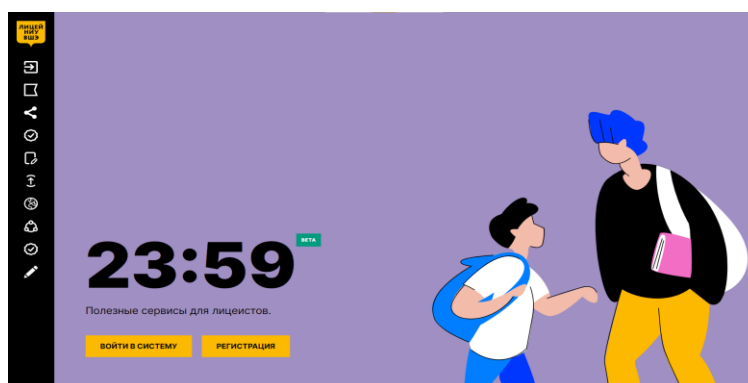 ЛИЦЕЙ
НИУ
ВШЭ
23:59
BETA
Полезные сервисы для лицеистов.
ВОЙТИ В СИСТЕМУ
РЕГИСТРАЦИЯ